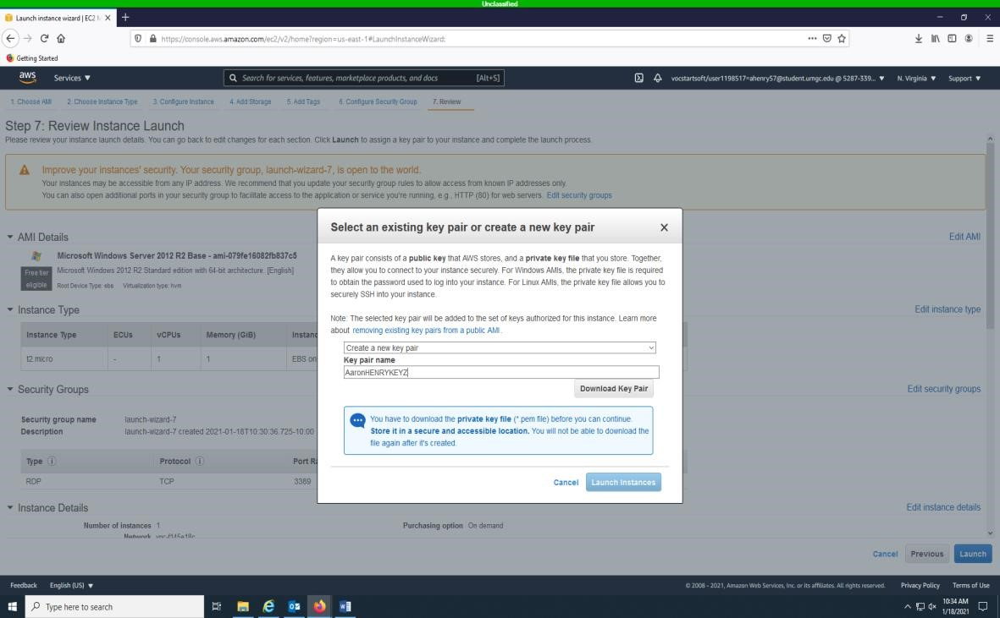 Unclassified
Launch instance wizard | EC2 M
https://console.aws.amazon.com/ec2/v2/home?region=us-east-1#LaunchInstanceWizard:
Getting Started
aws Services Search for services, features, marketplace products, and docs [Alt+S] vocstartsoft/user1198517=ahenry57@student.umgc.edu @ 5287-339... N. Virginia Support
1. Choose AMI 2. Choose Instance Type 3. Configure Instance 4. Add Storage 5. Add Tags 6. Configure Security Group 7. Review
Step 7: Review Instance Launch
Please review your instance launch details. You can go back to edit changes for each section. Click Launch to assign a key pair to your instance and complete the launch process.
Improve your instances' security. Your security group, launch-wizard-7, is open to the world.
Your instances may be accessible from any IP address. We recommend that you update your security group rules to allow access from known IP addresses only.
You can also open additional ports in your security group to facilitate access to the application or service you're running, e.g., HTTP (80) for web servers. Edit security groups
AMI Details Edit AMI
Microsoft Windows Server 2012 R2 Base - ami-079fe16082fb837c5
Free tier eligible
Microsoft Windows 2012 R2 Standard edition with 64-bit architecture. [English]
Root Device Type: ebs Virtualization type: hvm
Instance Type Edit instance type
Instance Type ECUs vCPUs Memory (GiB) Instanc
t2.micro - 1 1 EBS on
Security Groups Edit security groups
Security group name launch-wizard-7
Description launch-wizard-7 created 2021-01-18T10:30:36.725-10:00
Type Protocol Port Ra
RDP TCP 3389
Instance Details Edit instance details
Number of instances 1 Purchasing option On demand
Network
Select an existing key pair or create a new key pair
A key pair consists of a public key that AWS stores, and a private key file that you store. Together,
they allow you to connect to your instance securely. For Windows AMIs, the private key file is required
to obtain the password used to log into your instance. For Linux AMIs, the private key file allows you to
securely SSH into your instance.
Note: The selected key pair will be added to the set of keys authorized for this instance. Learn more
about removing existing key pairs from a public AMI.
Create a new key pair
Key pair name
AaronHENRYKEYZ
Download Key Pair
You have to download the private key file (*.pem file) before you can continue.
Store it in a secure and accessible location. You will not be able to download the
file again after it's created.
Cancel Launch Instances
Cancel Previous Launch
Feedback English (US) © 2008 - 2021, Amazon Web Services, Inc. or its affiliates. All rights reserved. Privacy Policy Terms of Use
Type here to search
10:34 AM
1/18/2021